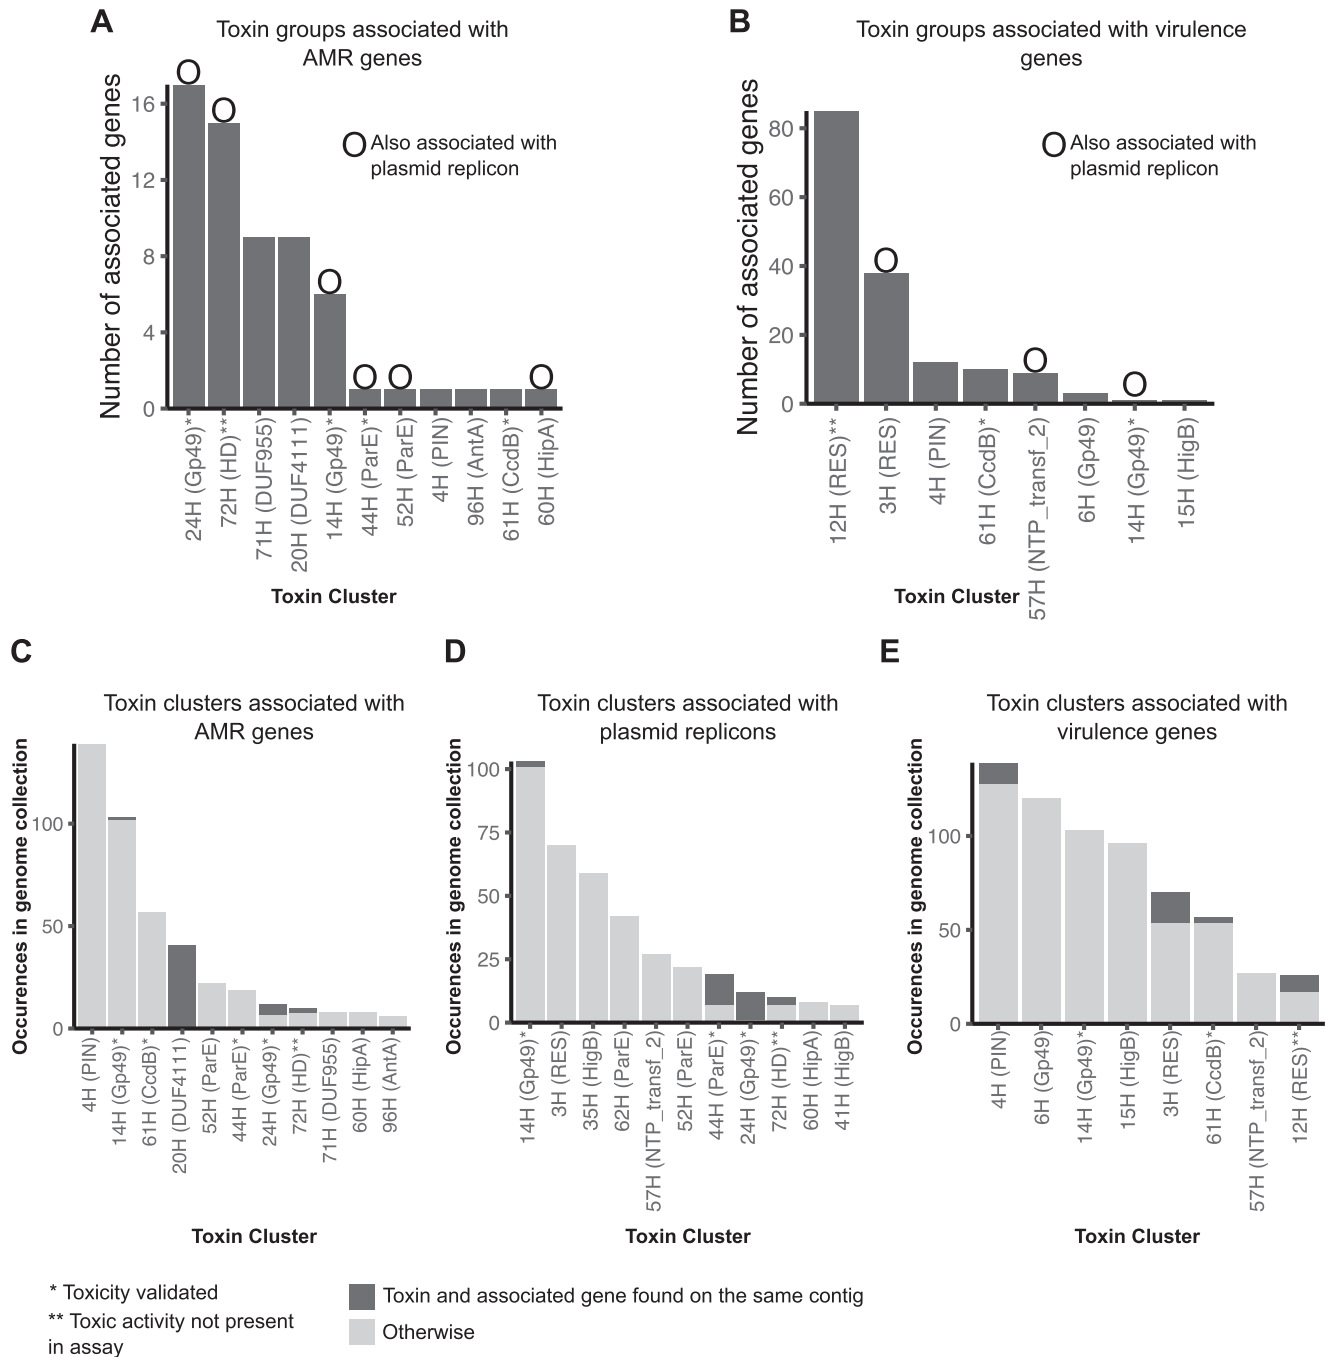 A
Toxin groups associated with
AMR genes
Number of associated genes
16
12
8
4
0
Also associated with
plasmid replicon
24H (Gp49)*
72H (HD)**
71H (DUF955)
20H (DUF4111)
14H (Gp49)*
44H (ParE)*
52H (ParE)
4H (PIN)
96H (AntA)
61H (CcdB)*
60H (HipA)
Toxin Cluster
B
Toxin groups associated with virulence
genes
Number of associated genes
80
60
40
20
0
Also associated with
plasmid replicon
12H (RES)**
3H (RES)
4H (PIN)
61H (CcdB)*
57H (NTP_transf_2)
6H (Gp49)
14H (Gp49)*
15H (HigB)
Toxin Cluster
C
Toxin clusters associated with
AMR genes
Occurences in genome collection
100
50
0
4H (PIN)
14H (Gp49)*
61H (CcdB)*
20H (DUF4111)
52H (ParE)
44H (ParE)*
24H (Gp49)*
72H (HD)**
71H (DUF955)
60H (HipA)
96H (AntA)
Toxin Cluster
D
Toxin clusters associated with
plasmid replicons
Occurences in genome collection
100
75
50
25
0
14H (Gp49)*
3H (RES)
35H (HigB)
62H (ParE)
57H (NTP_transf_2)
52H (ParE)
44H (ParE)*
24H (Gp49)*
72H (HD)**
60H (HipA)
41H (HigB)
Toxin Cluster
E
Toxin clusters associated with
virulence genes
Occurences in genome collection
100
50
0
4H (PIN)
6H (Gp49)
14H (Gp49)*
15H (HigB)
3H (RES)
61H (CcdB)*
57H (NTP_transf_2)
12H (RES)**
Toxin Cluster
* Toxicity validated
** Toxic activity not present
in assay
Toxin and associated gene found on the same contig
Otherwise